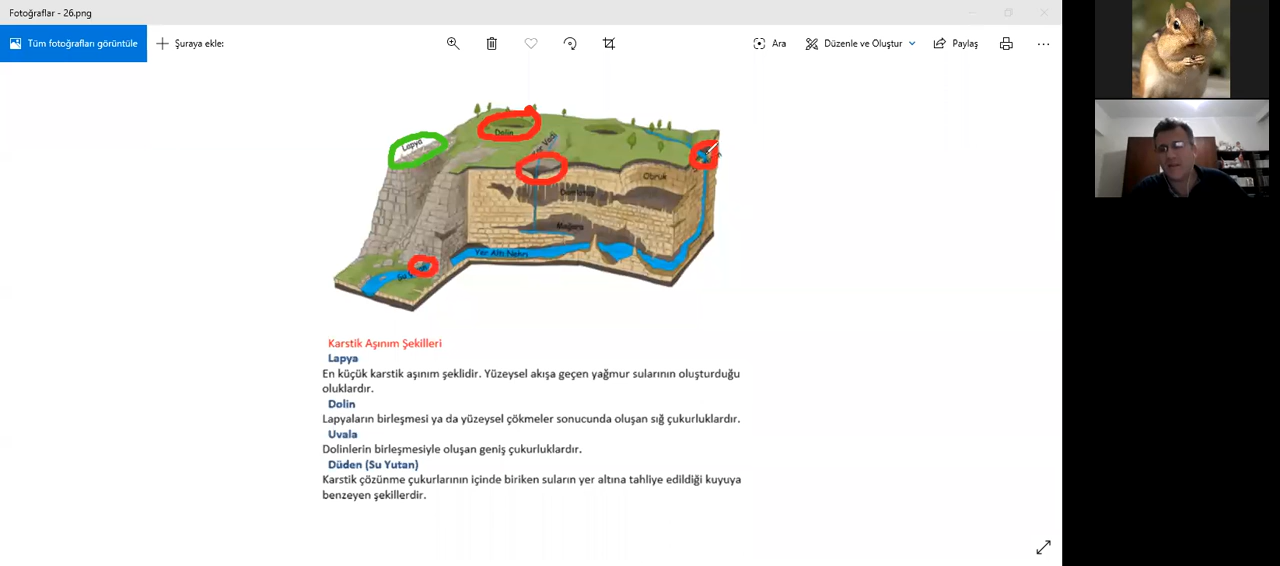 Fotoğraflar - 26.png
Tüm fotoğrafları görüntüle
Şuraya ekle:
Ara
Düzenle ve Oluştur
Paylaş
Lapya
Dolin
Obruk
Mağara
Yer Altı Nehri
Karstik Aşınım Şekilleri
Lapya
En küçük karstik aşınım şeklidir. Yüzeysel akışa geçen yağmur sularının oluşturduğu
oluklardır.
Dolin
Lapyaların birleşmesi ya da yüzeysel çökmeler sonucunda oluşan sığ çukurluklardır.
Uvala
Dolinlerin birleşmesiyle oluşan geniş çukurluklardır.
Düden (Su Yutan)
Karstik çözünme çukurlarının içinde biriken suların yer altına tahliye edildiği kuyuya
benzeyen şekillerdir.